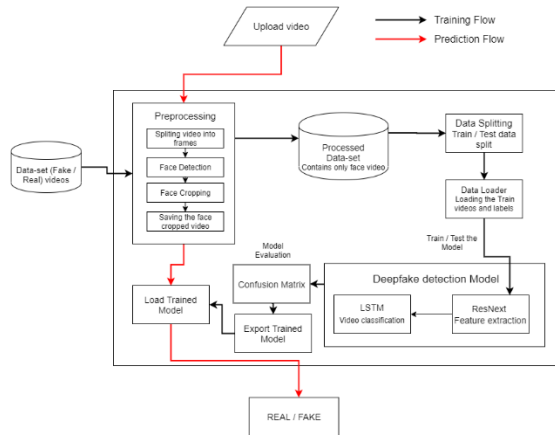 Upload video
Training Flow
Prediction Flow
Preprocessing
Spliting video into
frames
Face Detection
Face Cropping
Saving the face
cropped video
Data-set (Fake /
Real) videos
Processed
Data-set
Contains only face video
Data Splitting
Train / Test data
split
Data Loader
Loading the Train
videos and labels
Train / Test the
Model
Model
Evaluation
Deepfake detection Model
Confusion Matrix
LSTM
Video classification
ResNext
Feature extraction
Load Trained
Model
Export Trained
Model
REAL / FAKE